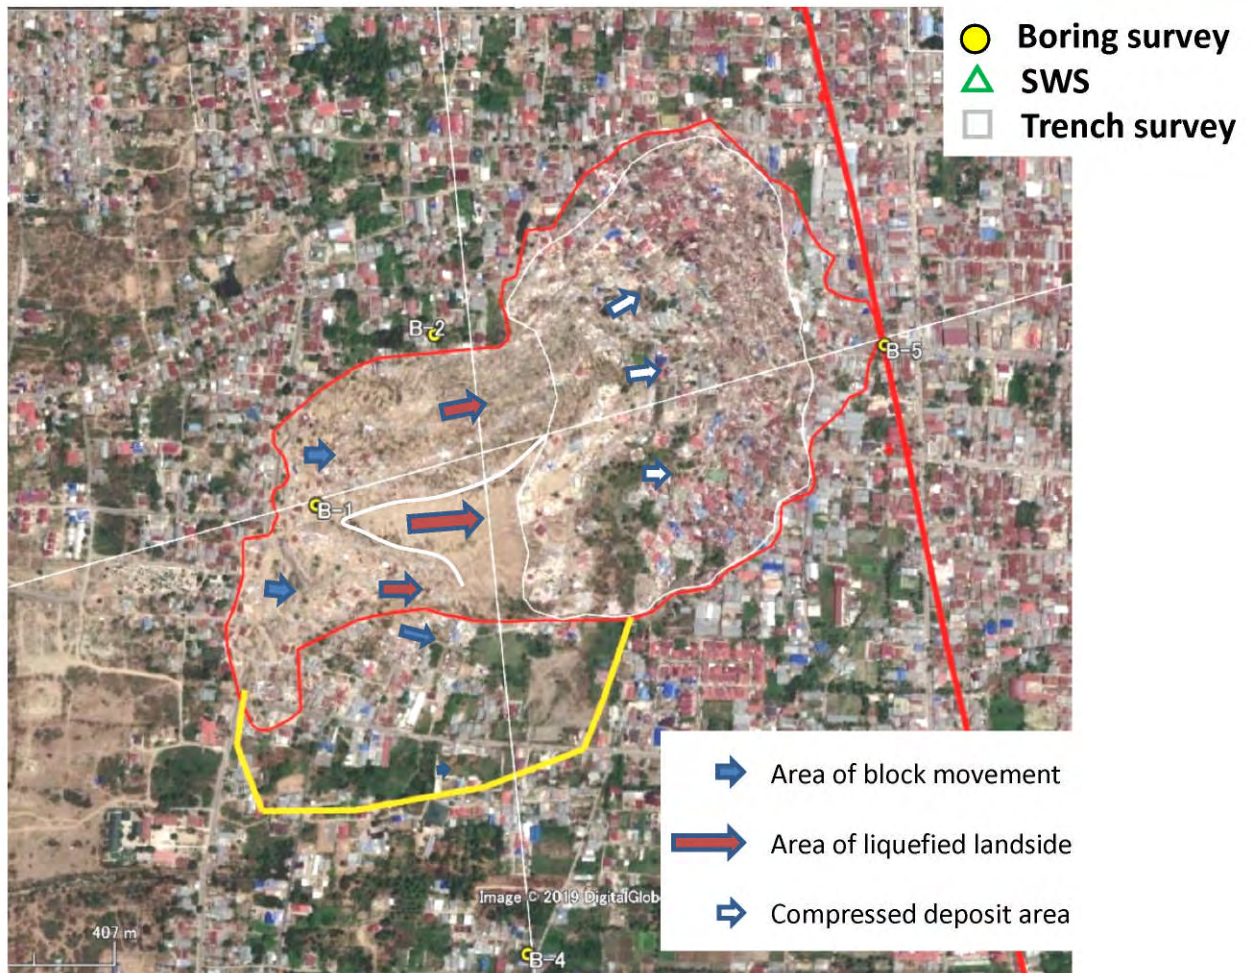 Boring survey
SWS
Trench survey
B-2
B-5
B-1
Area of block movement
Area of liquefied landside
Image © 2019 DigitalGlob
Compressed deposit area
407 m
B-4